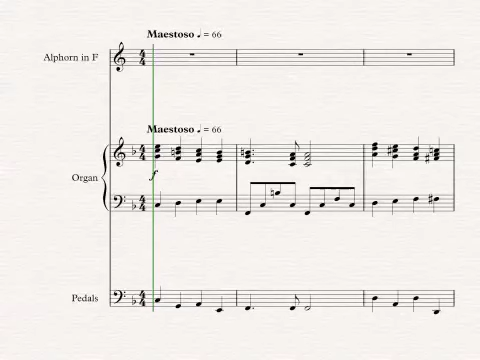 Maestoso ♩ = 66
Alphorn in F
Maestoso ♩ = 66
Organ
f
Pedals